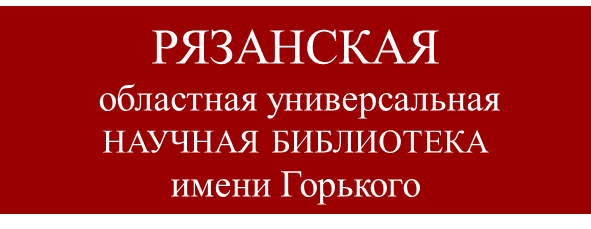 РЯЗАНСКАЯ
областная универсальная
НАУЧНАЯ БИБЛИОТЕКА
имени Горького